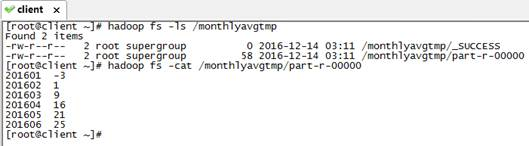 client ×
[root@client ~]# hadoop fs -ls /monthlyavgtmp
Found 2 items
-rw-r--r--   2 root supergroup          0 2016-12-14 03:11 /monthlyavgtmp/_SUCCESS
-rw-r--r--   2 root supergroup         58 2016-12-14 03:11 /monthlyavgtmp/part-r-00000
[root@client ~]# hadoop fs -cat /monthlyavgtmp/part-r-00000
201601  -3
201602  1
201603  9
201604  16
201605  21
201606  25
[root@client ~]#